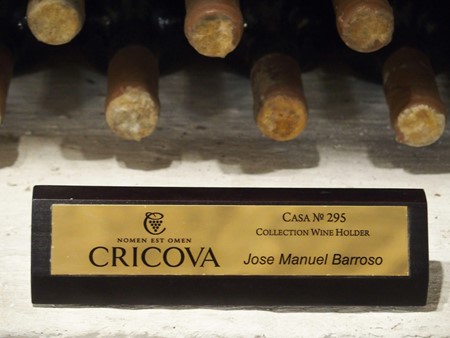 NOMEN EST OMEN
CRICOVA
CASA № 295
COLLECTION WINE HOLDER
Jose Manuel Barroso